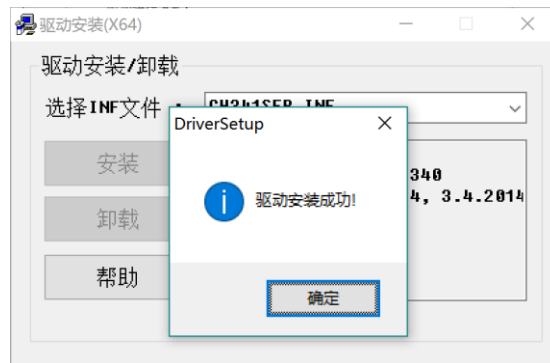 驱动安装(X64)
驱动安装/卸载
选择INF文件 :
DriverSetup
安装
340
驱动安装成功!
4, 3.4.2014
卸载
帮助
确定